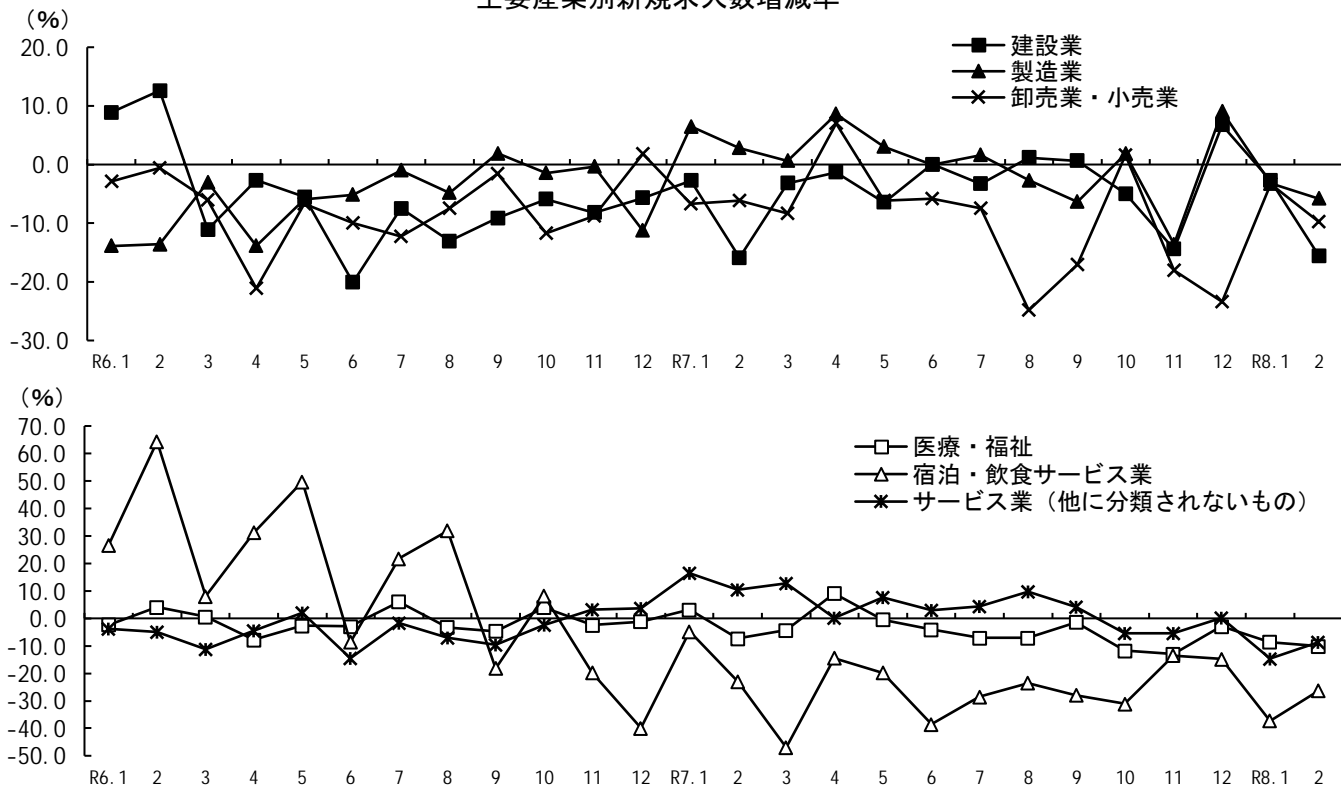 主要産業別新規求人数増減率
(%)
20.0
10.0
0.0
-10.0
-20.0
-30.0
建設業
製造業
卸売業・小売業
R6.1 2 3 4 5 6 7 8 9 10 11 12 R7.1 2 3 4 5 6 7 8 9 10 11 12 R8.1 2
(%)
70.0
60.0
50.0
40.0
30.0
20.0
10.0
0.0
-10.0
-20.0
-30.0
-40.0
-50.0
医療・福祉
宿泊・飲食サービス業
サービス業（他に分類されないもの）
R6.1 2 3 4 5 6 7 8 9 10 11 12 R7.1 2 3 4 5 6 7 8 9 10 11 12 R8.1 2